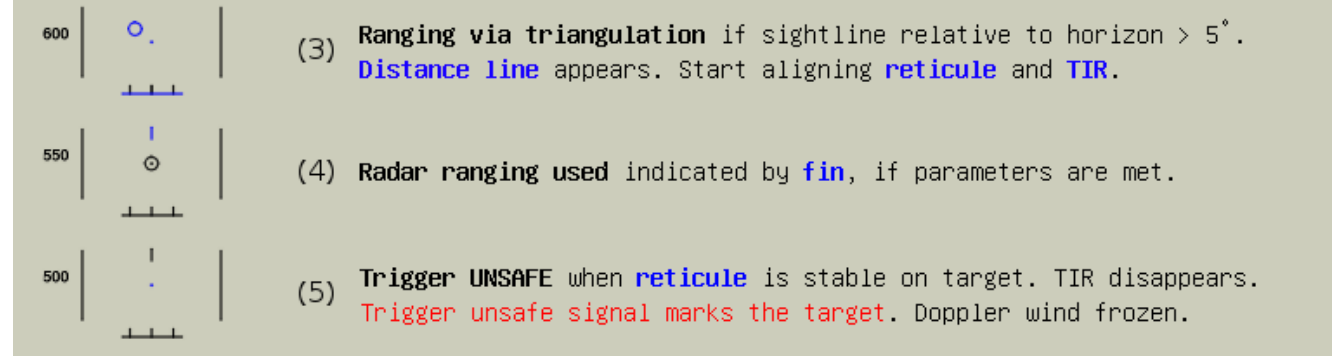 600
(3) Ranging via triangulation if sightline relative to horizon > 5°.
Distance line appears. Start aligning reticule and TIR.
550
(4) Radar ranging used indicated by fin, if parameters are met.
500
(5) Trigger UNSAFE when reticule is stable on target. TIR disappears.
Trigger unsafe signal marks the target. Doppler wind frozen.